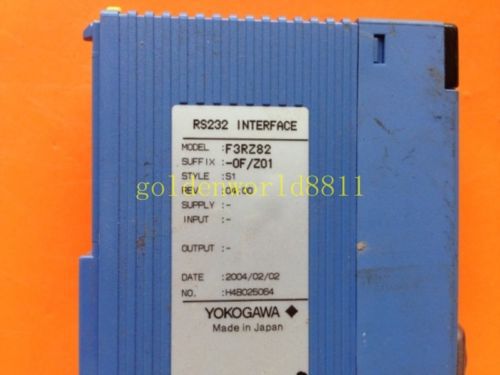 RS232 INTERFACE
MODEL : F3RZ82
SUFFIX : -0F/Z01
STYLE : S1
REV : 04:00
SUPPLY : -
INPUT : -
OUTPUT : -
DATE : 2004/02/02
NO. : H4B025064
YOKOGAWA
Made in Japan
goldenworld8811